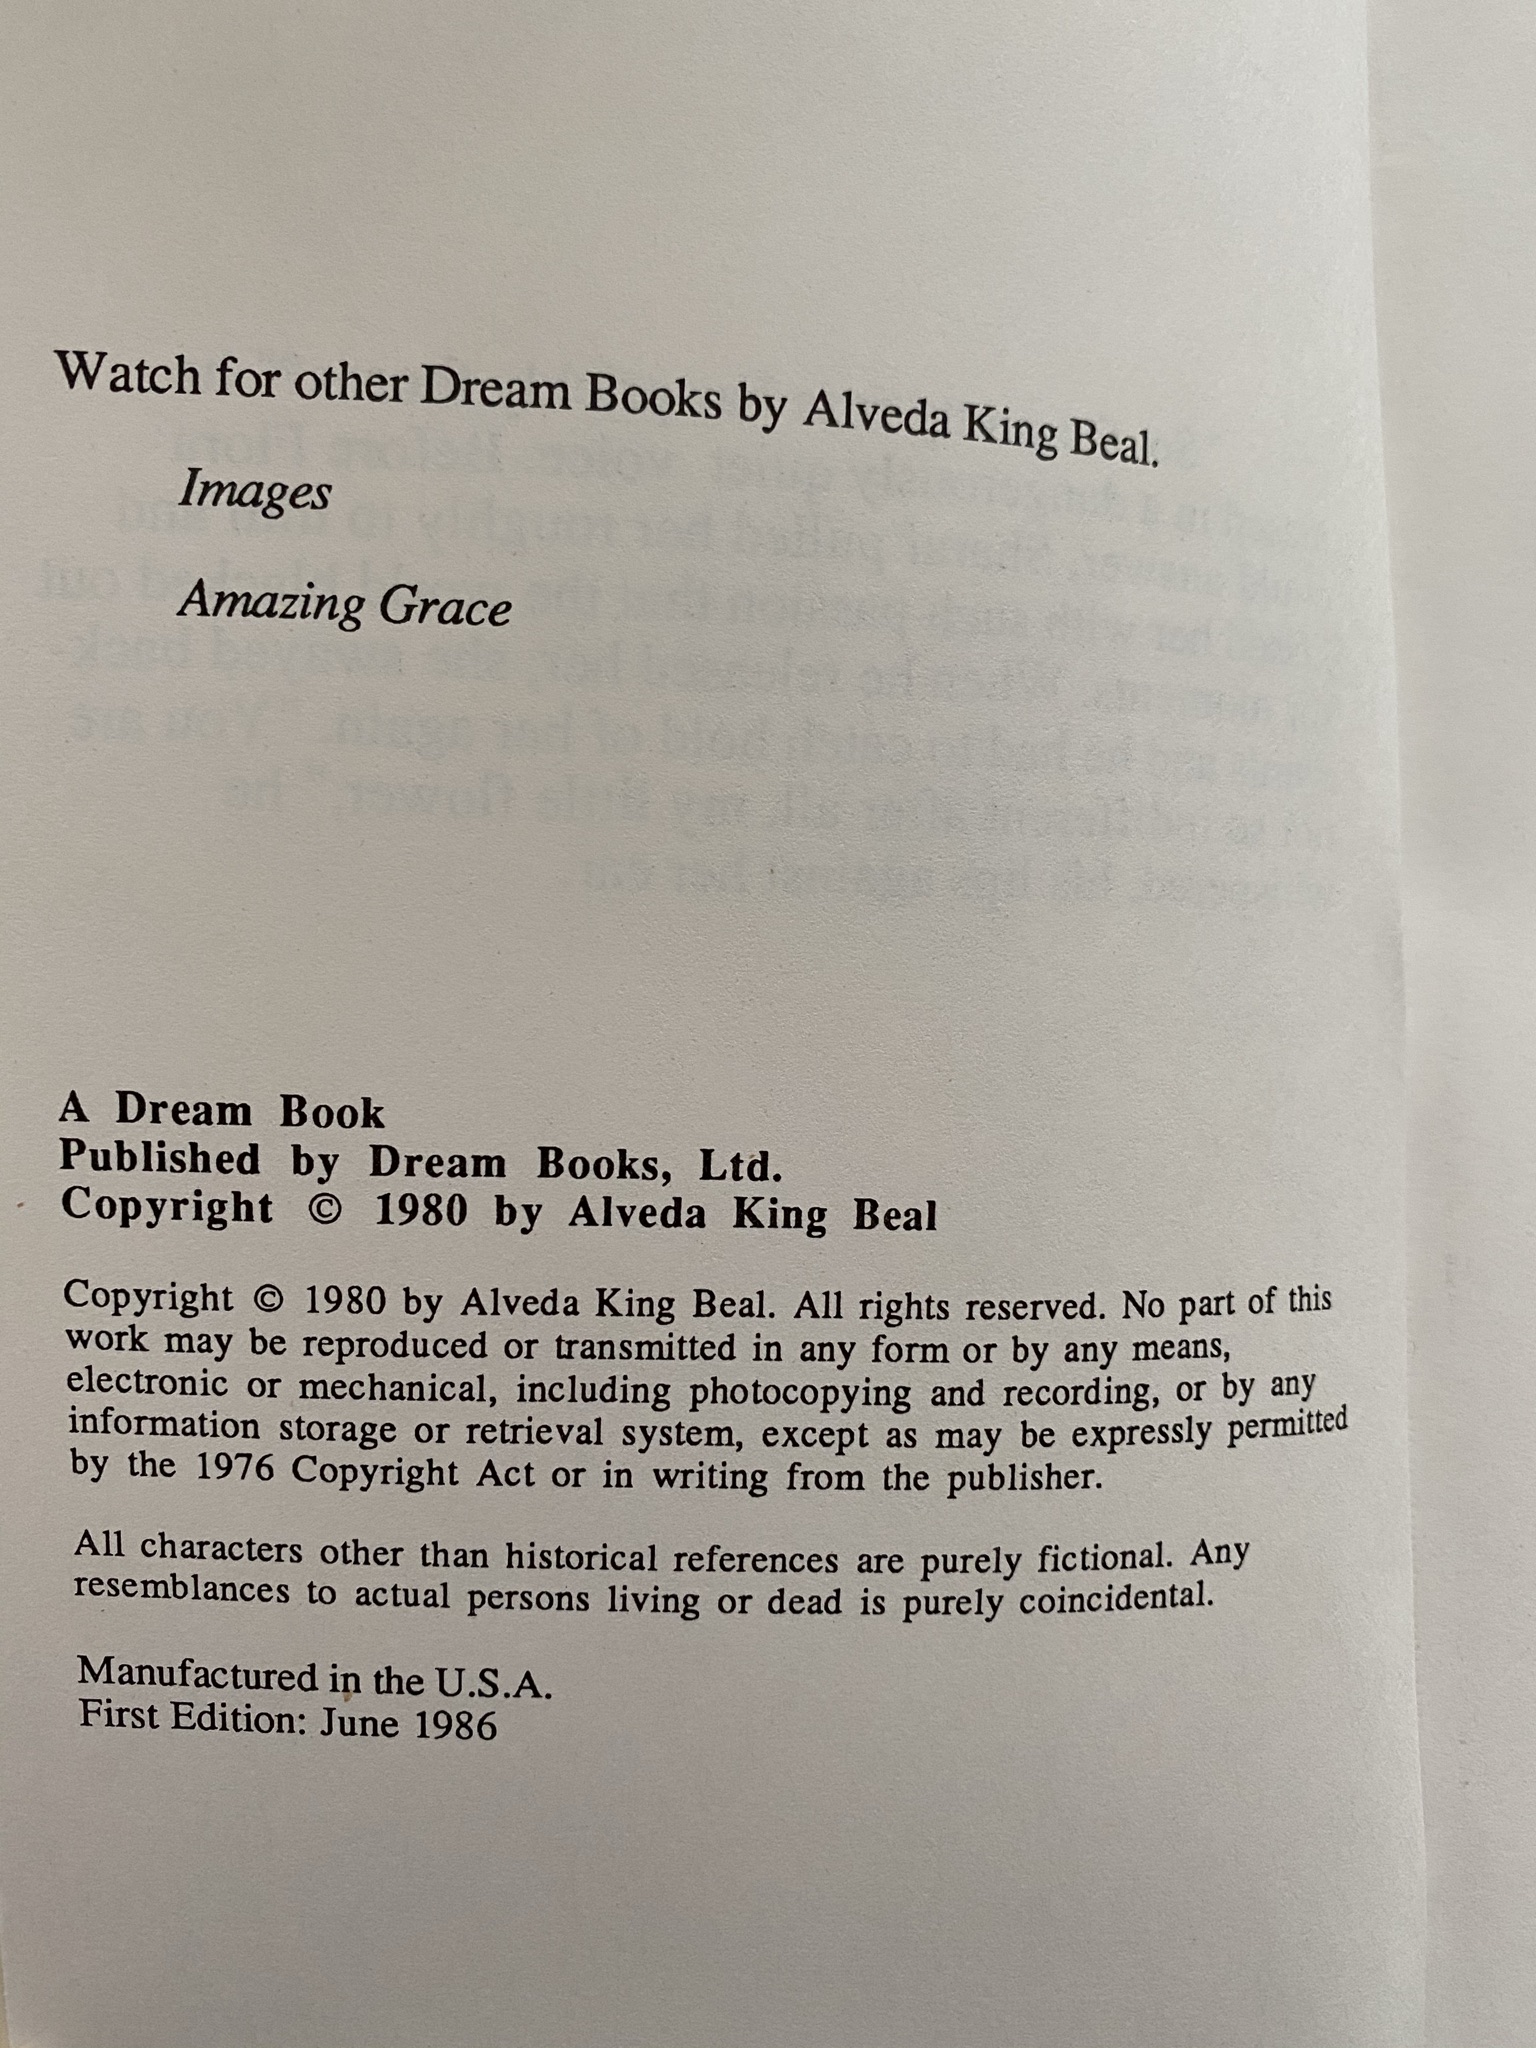 Watch for other Dream Books by Alveda King Beal.
Images
Amazing Grace
A Dream Book
Published by Dream Books, Ltd.
Copyright © 1980 by Alveda King Beal
Copyright © 1980 by Alveda King Beal. All rights reserved. No part of this
work may be reproduced or transmitted in any form or by any means,
electronic or mechanical, including photocopying and recording, or by any
information storage or retrieval system, except as may be expressly permitted
by the 1976 Copyright Act or in writing from the publisher.
All characters other than historical references are purely fictional. Any
resemblances to actual persons living or dead is purely coincidental.
Manufactured in the U.S.A.
First Edition: June 1986